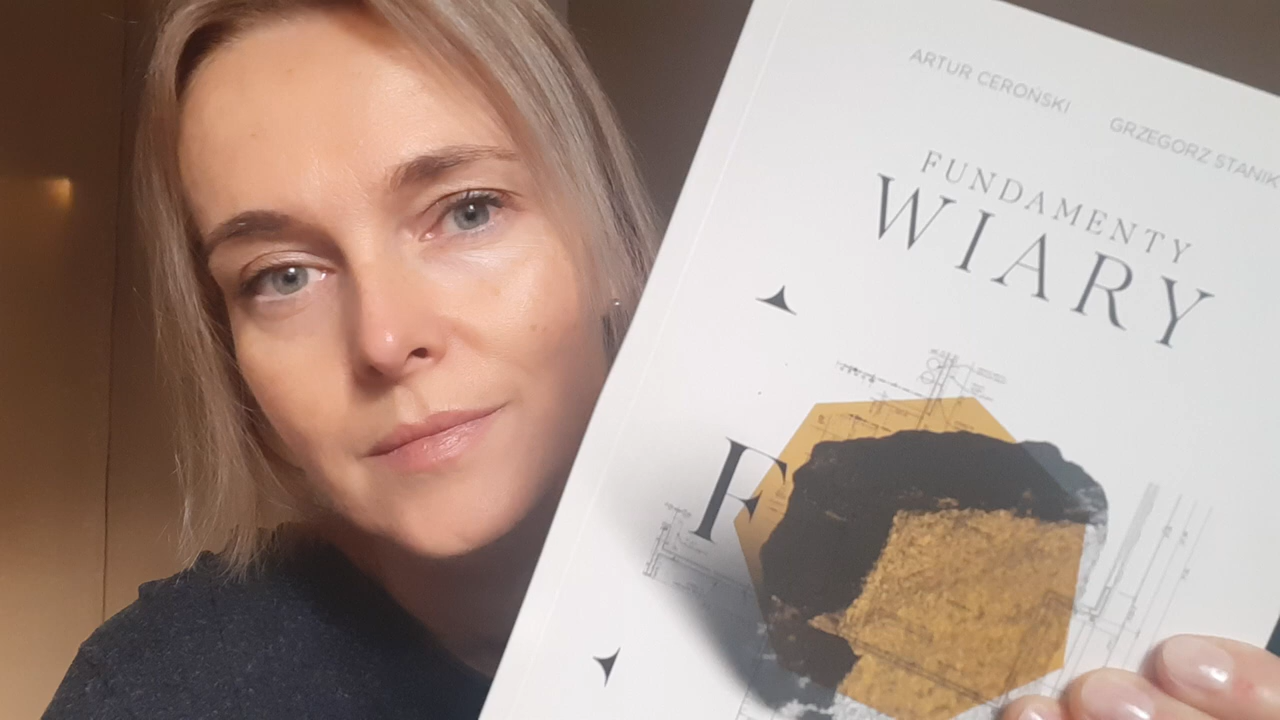 ARTUR CEROŃSKI
GRZEGORZ STANIK
FUNDAMENTY
WIARY
F